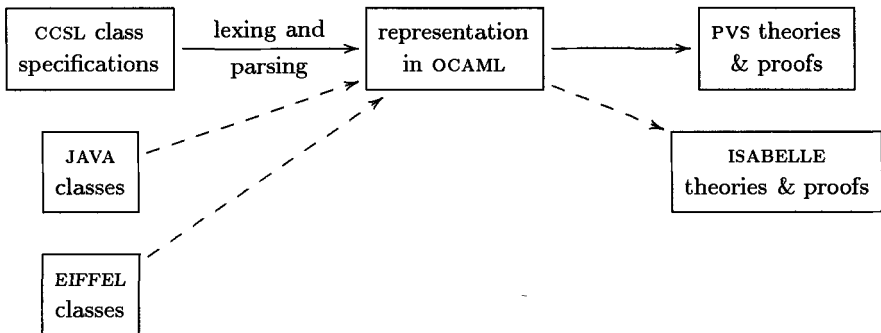 CCSL class
specifications
lexing and
parsing
representation
in OCAML
PVS theories
& proofs
JAVA
classes
ISABELLE
theories & proofs
EIFFEL
classes